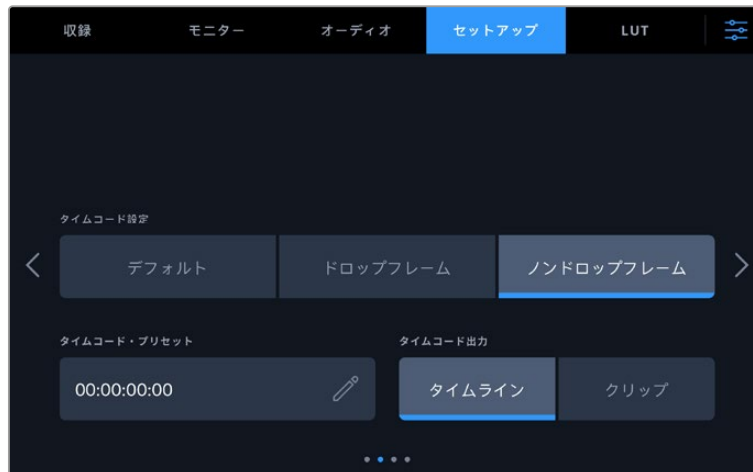 収録 モニター オーディオ セットアップ LUT
タイムコード設定
デフォルト ドロップフレーム ノンドロップフレーム
タイムコード・プリセット タイムコード出力
00:00:00:00 タイムライン クリップ